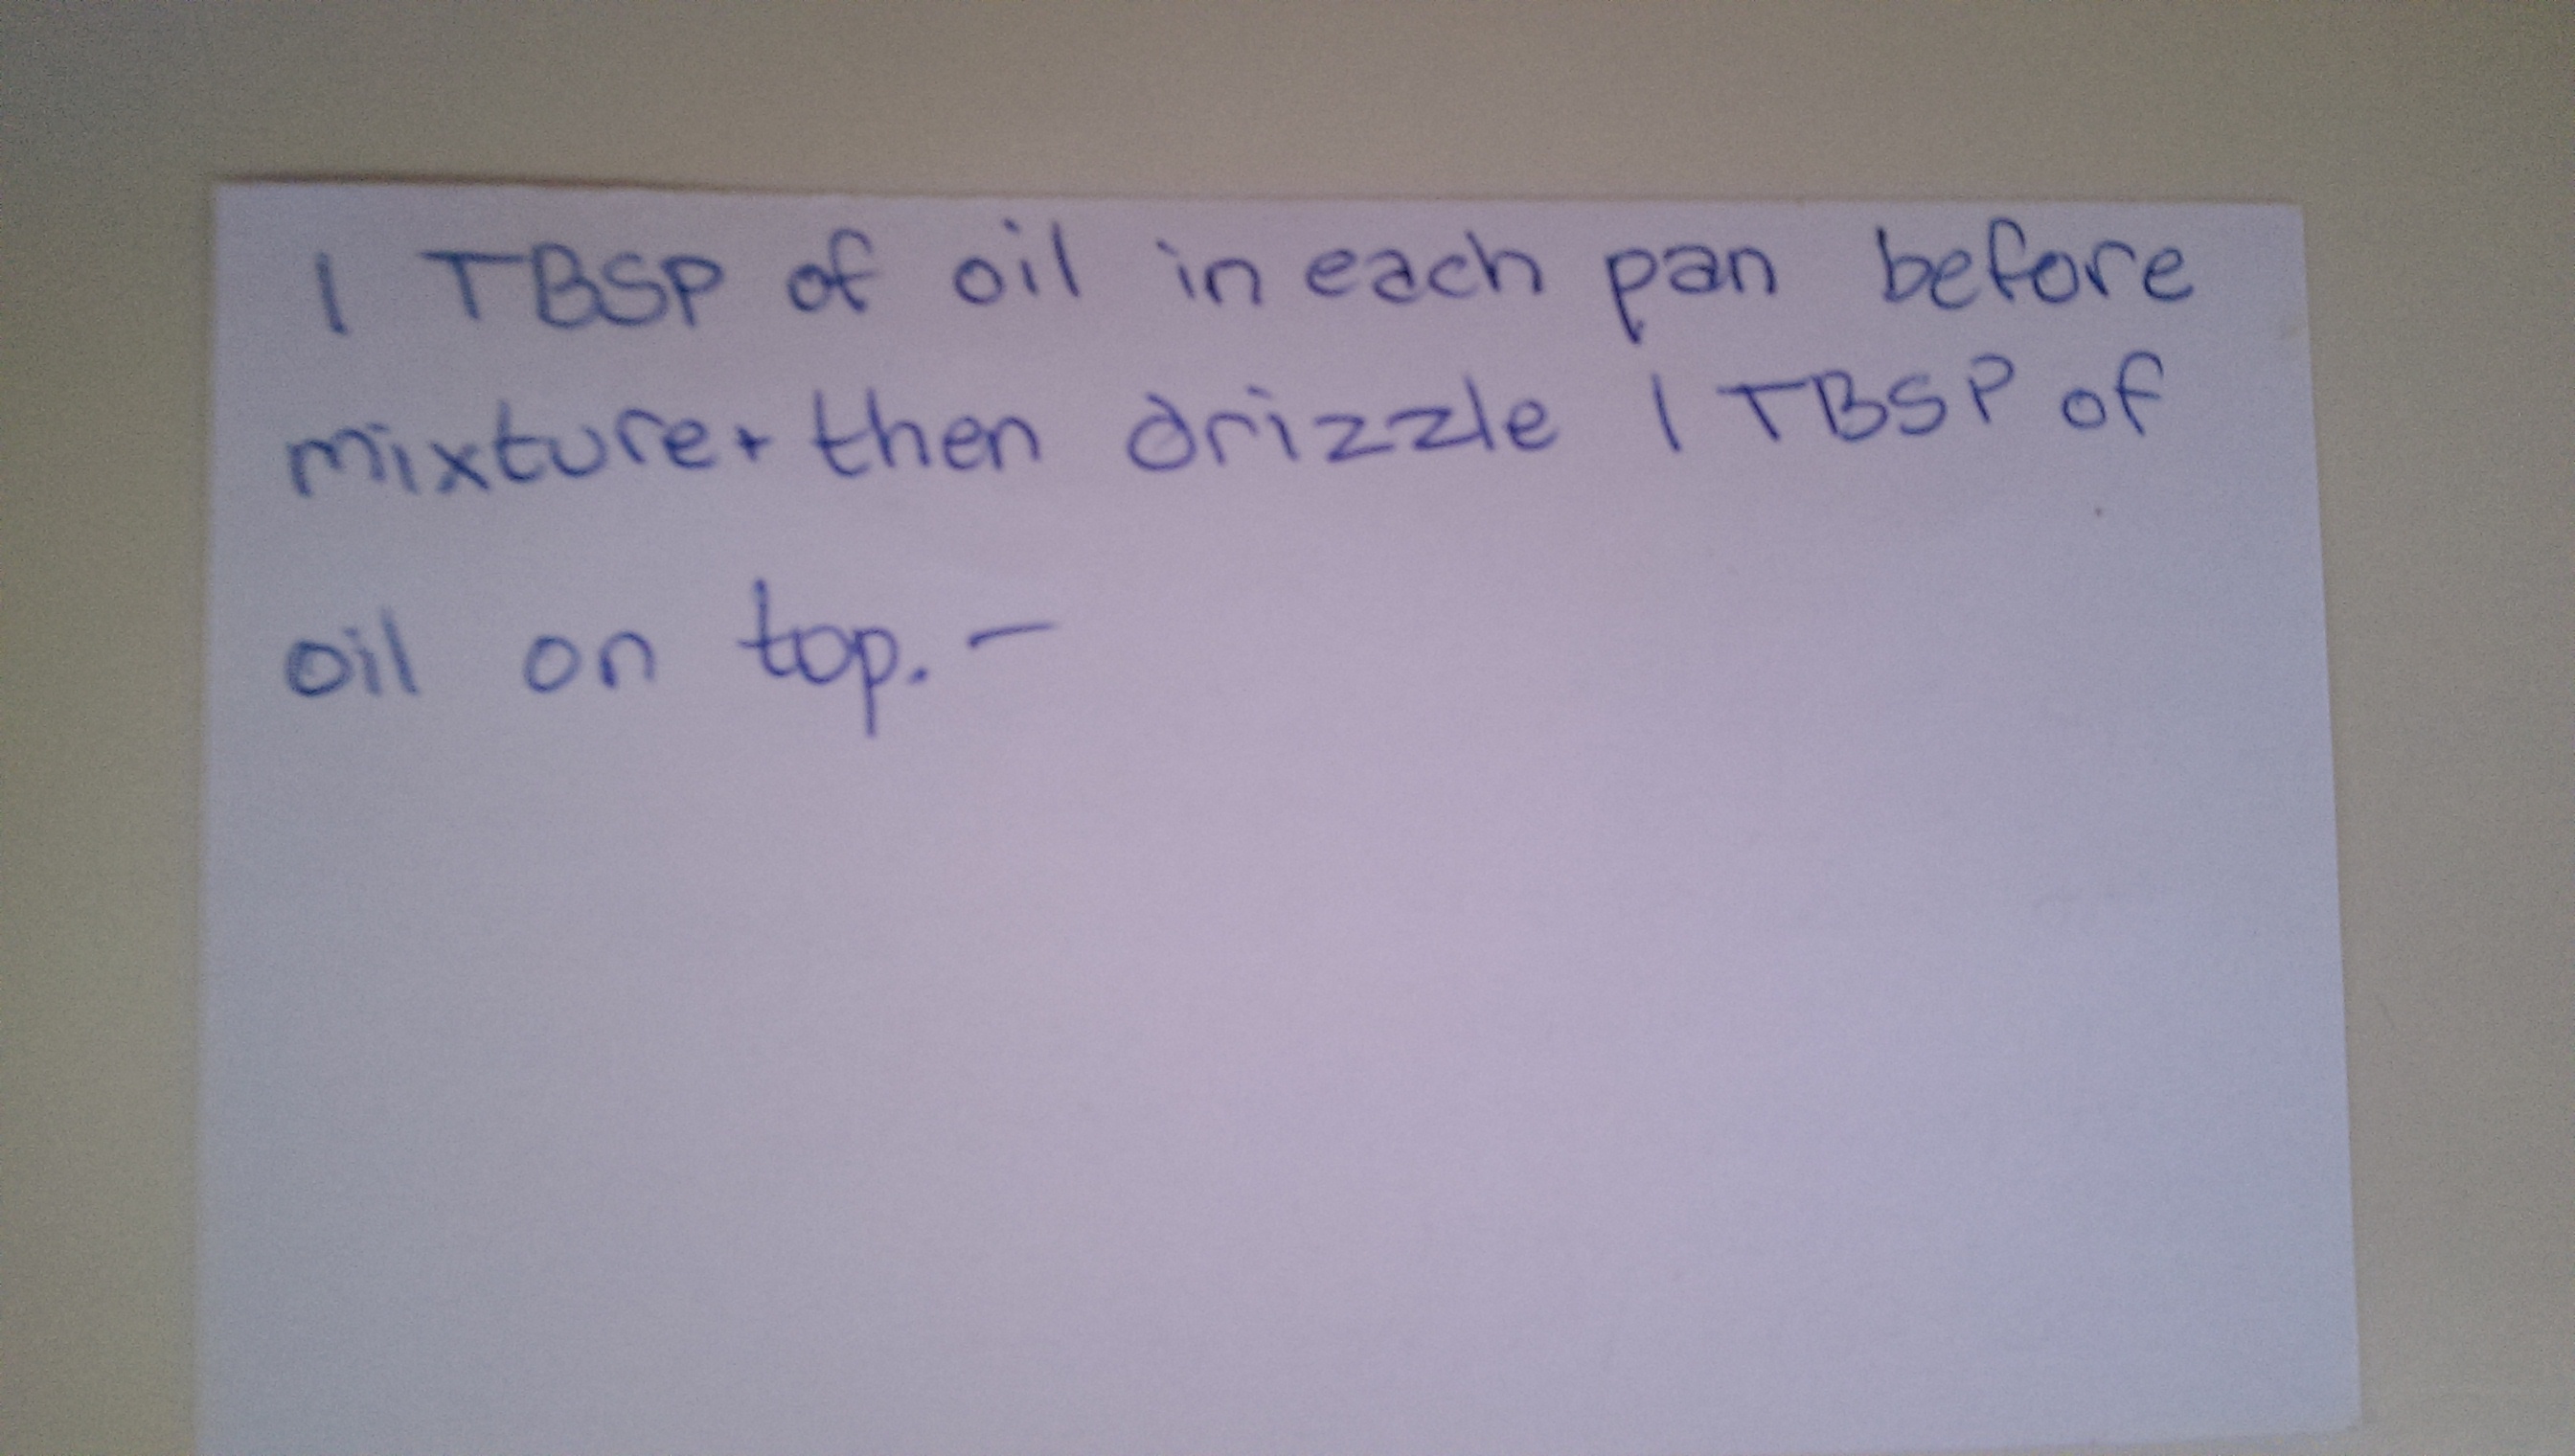 1 TBSP of oil in each pan before
mixture + then drizzle 1 TBSP of
oil on top. -